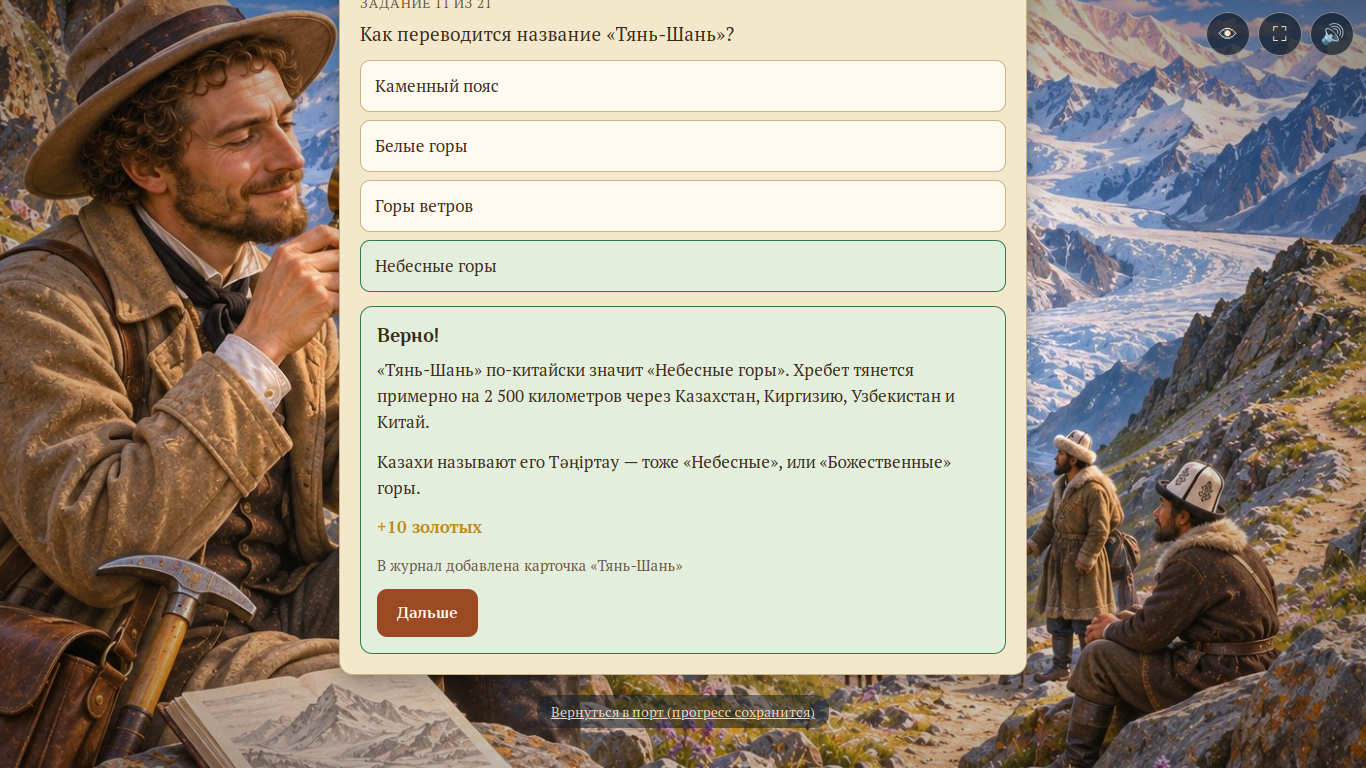 ЗАДАНИЕ 11 ИЗ 21
Как переводится название «Тянь-Шань»?
Каменный пояс
Белые горы
Горы ветров
Небесные горы
Верно!
«Тянь-Шань» по-китайски значит «Небесные горы». Хребет тянется
примерно на 2 500 километров через Казахстан, Киргизию, Узбекистан и
Китай.
Казахи называют его Тәңіртау — тоже «Небесные», или «Божественные»
горы.
+10 золотых
В журнал добавлена карточка «Тянь-Шань»
Дальше
Вернуться в порт (прогресс сохранится)